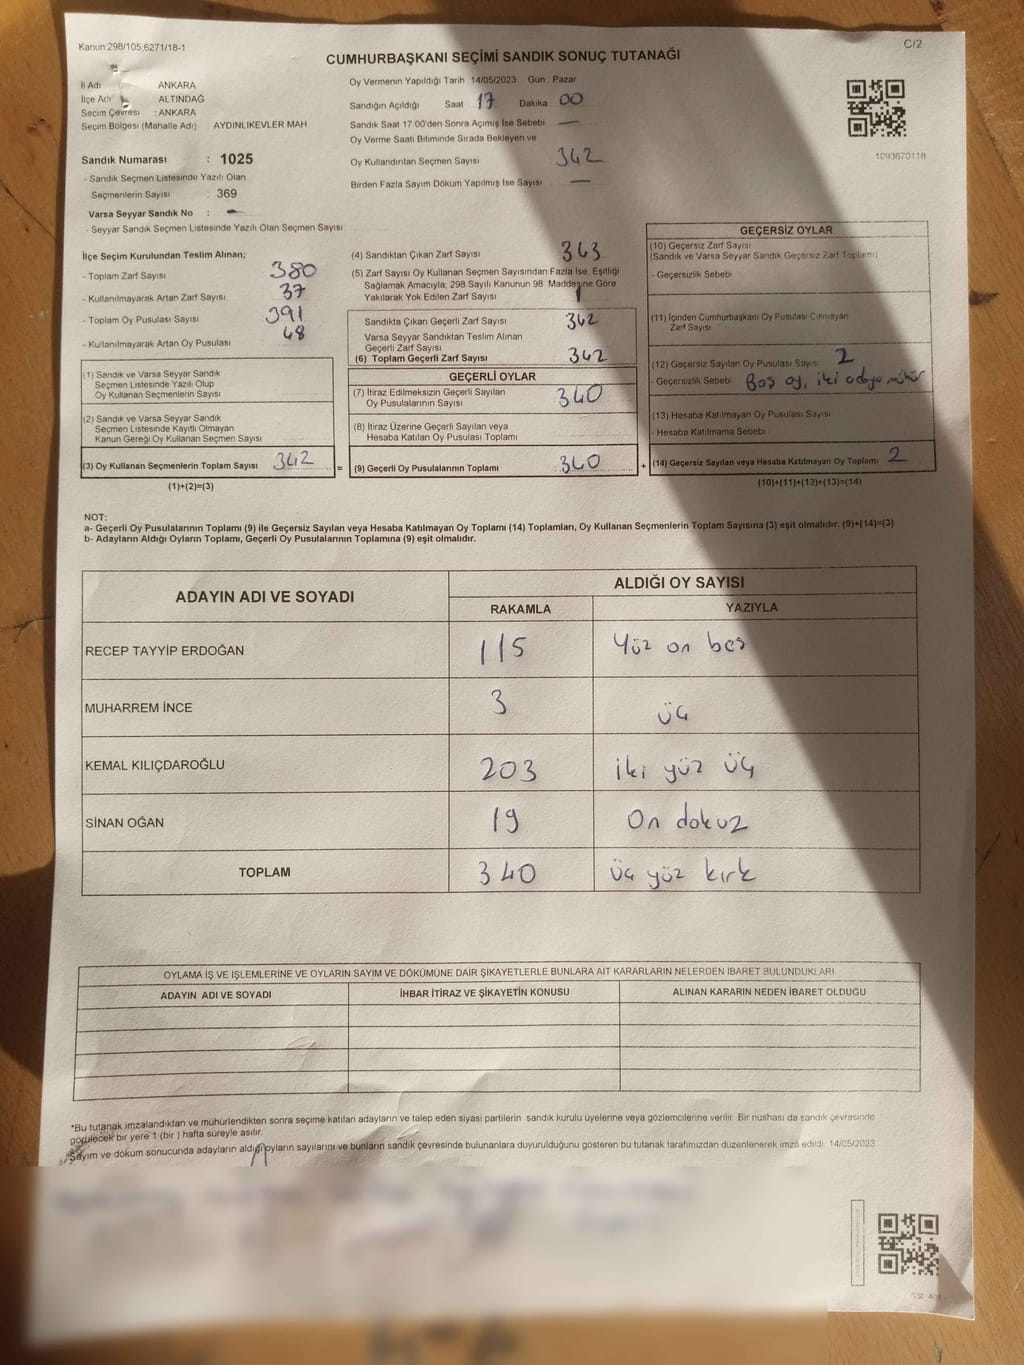 Kanun 298/105,6271/18-1
C/2
CUMHURBAŞKANI SEÇİMİ SANDIK SONUÇ TUTANAĞI
İl Adı ANKARA
İlçe Adı ALTINDAĞ
Seçim Çevresi : ANKARA
Seçim Bölgesi (Mahalle Adı) AYDINLIKEVLER MAH
Sandık Numarası : 1025
- Sandık Seçmen Listesinde Yazılı Olan
Seçmenlerin Sayısı : 369
Varsa Seyyar Sandık No : -
- Seyyar Sandık Seçmen Listesinde Yazılı Olan Seçmen Sayısı:
Oy Vermenin Yapıldığı Tarih 14/05/2023 Gün : Pazar
Sandığın Açıldığı Saat 17 Dakika 00
Sandık Saat 17.00'den Sonra Açımış İse Sebebi —
Oy Verme Saati Bitiminde Sırada Bekleyen ve
Oy Kullandırılan Seçmen Sayısı 342
Birden Fazla Sayım Döküm Yapılmış İse Sayısı —
1093670118
İlçe Seçim Kurulundan Teslim Alınan;
- Toplam Zarf Sayısı 380
- Kullanılmayarak Artan Zarf Sayısı 37
- Toplam Oy Pusulası Sayısı 391
- Kullanılmayarak Artan Oy Pusulası 48
(1) Sandık ve Varsa Seyyar Sandık
Seçmen Listesinde Yazılı Olup
Oy Kullanan Seçmenlerin Sayısı
(2) Sandık ve Varsa Seyyar Sandık
Seçmen Listesinde Kayıtlı Olmayan
Kanun Gereği Oy Kullanan Seçmen Sayısı
(3) Oy Kullanan Seçmenlerin Toplam Sayısı 342
(1)+(2)=(3)
(4) Sandıktan Çıkan Zarf Sayısı 343
(5) Zarf Sayısı Oy Kullanan Seçmen Sayısından Fazla İse, Eşitliği
Sağlamak Amacıyla, 298 Sayılı Kanunun 98 Maddesine Göre
Yakılarak Yok Edilen Zarf Sayısı 1
Sandıkta Çıkan Geçerli Zarf Sayısı 342
Varsa Seyyar Sandıktan Teslim Alınan
Geçerli Zarf Sayısı
(6) Toplam Geçerli Zarf Sayısı 342
GEÇERLİ OYLAR
(7) İtiraz Edilmeksizin Geçerli Sayılan
Oy Pusulalarının Sayısı 340
(8) İtiraz Üzerine Geçerli Sayılan veya
Hesaba Katılan Oy Pusulası Toplamı
= (9) Geçerli Oy Pusulalarının Toplamı : 340
GEÇERSİZ OYLAR
(10) Geçersiz Zarf Sayısı
(Sandık ve Varsa Seyyar Sandık Geçersiz Zarf Toplamı)
- Geçersizlik Sebebi
(11) İçinden Cumhurbaşkanı Oy Pusulası Çıkmayan
Zarf Sayısı
(12) Geçersiz Sayılan Oy Pusulası Sayısı 2
- Geçersizlik Sebebi Boş oy, iki adaya mühür
(13) Hesaba Katılmayan Oy Pusulası Sayısı
- Hesaba Katılmama Sebebi
+ (14) Geçersiz Sayılan veya Hesaba Katılmayan Oy Toplamı 2
(10)+(11)+(12)+(13)=(14)
NOT:
a- Geçerli Oy Pusulalarının Toplamı (9) ile Geçersiz Sayılan veya Hesaba Katılmayan Oy Toplamı (14) Toplamları, Oy Kullanan Seçmenlerin Toplam Sayısına (3) eşit olmalıdır. (9)+(14)=(3)
b- Adayların Aldığı Oyların Toplamı, Geçerli Oy Pusulalarının Toplamına (9) eşit olmalıdır.
ADAYIN ADI VE SOYADI
ALDIĞI OY SAYISI
RAKAMLA YAZIYLA
RECEP TAYYİP ERDOĞAN 115 Yüz on beş
MUHARREM İNCE 3 üç
KEMAL KILIÇDAROĞLU 203 iki yüz üç
SİNAN OĞAN 19 On dokuz
TOPLAM 340 üç yüz kırk
OYLAMA İŞ VE İŞLEMLERİNE VE OYLARIN SAYIM VE DÖKÜMÜNE DAİR ŞİKAYETLERLE BUNLARA AİT KARARLARIN NELERDEN İBARET BULUNDUKLARI
ADAYIN ADI VE SOYADI İHBAR İTİRAZ VE ŞİKAYETİN KONUSU ALINAN KARARIN NEDEN İBARET OLDUĞU
*Bu tutanak imzalandıktan ve mühürlendikten sonra seçime katılan adayların ve talep eden siyasi partilerin sandık kurulu üyelerine veya gözlemcilerine verilir. Bir nüshası da sandık çevresinde
görülecek bir yere 1 (bir ) hafta süreyle asılır.
Sayım ve döküm sonucunda adayların aldığı oyların sayılarını ve bunların sandık çevresinde bulunanlara duyurulduğunu gösteren bu tutanak tarafımızdan düzenlenerek imza edildi. 14/05/2023